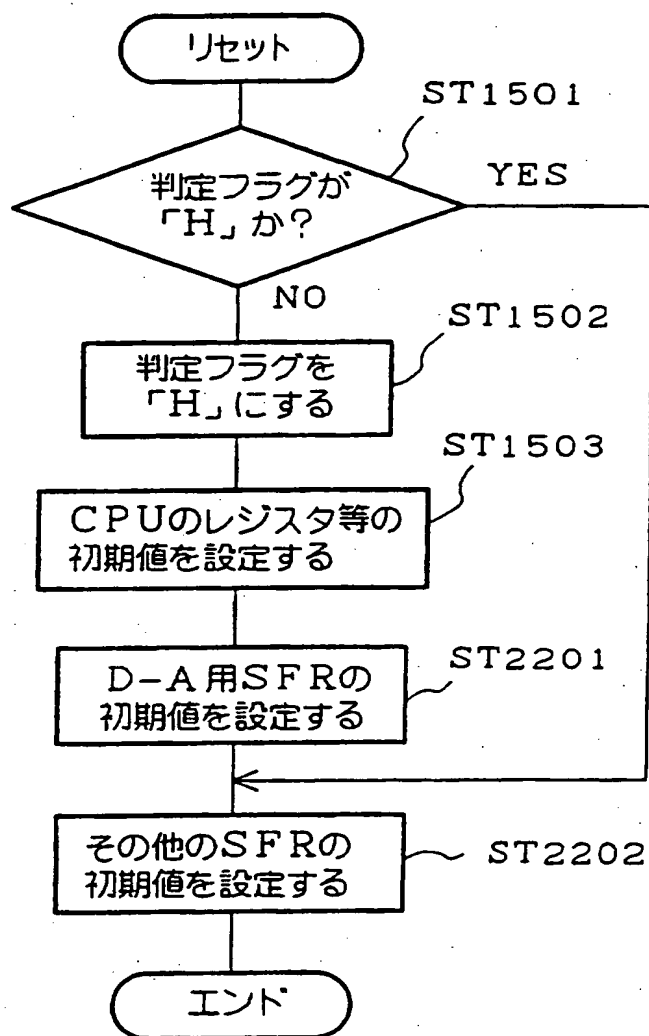 リセット
ST1501
判定フラグが
「H」か?
YES
NO
ST1502
判定フラグを
「H」にする
ST1503
CPUのレジスタ等の
初期値を設定する
ST2201
D-A用SFRの
初期値を設定する
その他のSFRの
初期値を設定する
ST2202
エンド